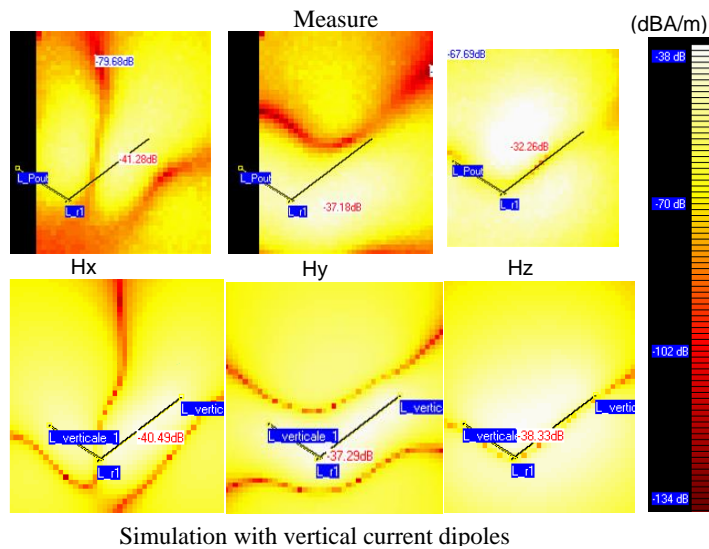 Measure
(dBA/m)
-79.68dB
-41.28dB
L_Pout
L_r1
-37.18dB
L_Pout
L_r1
-67.69dB
-32.26dB
L_Pout
L_r1
-38 dB
-70 dB
-102 dB
-134 dB
Hx
Hy
Hz
L_verticale_1
L_vertic
-40.49dB
L_r1
L_verticale_1
L_vertic
-37.29dB
L_r1
L_verticale
L_vertic
-38.33dB
L_r1
Simulation with vertical current dipoles